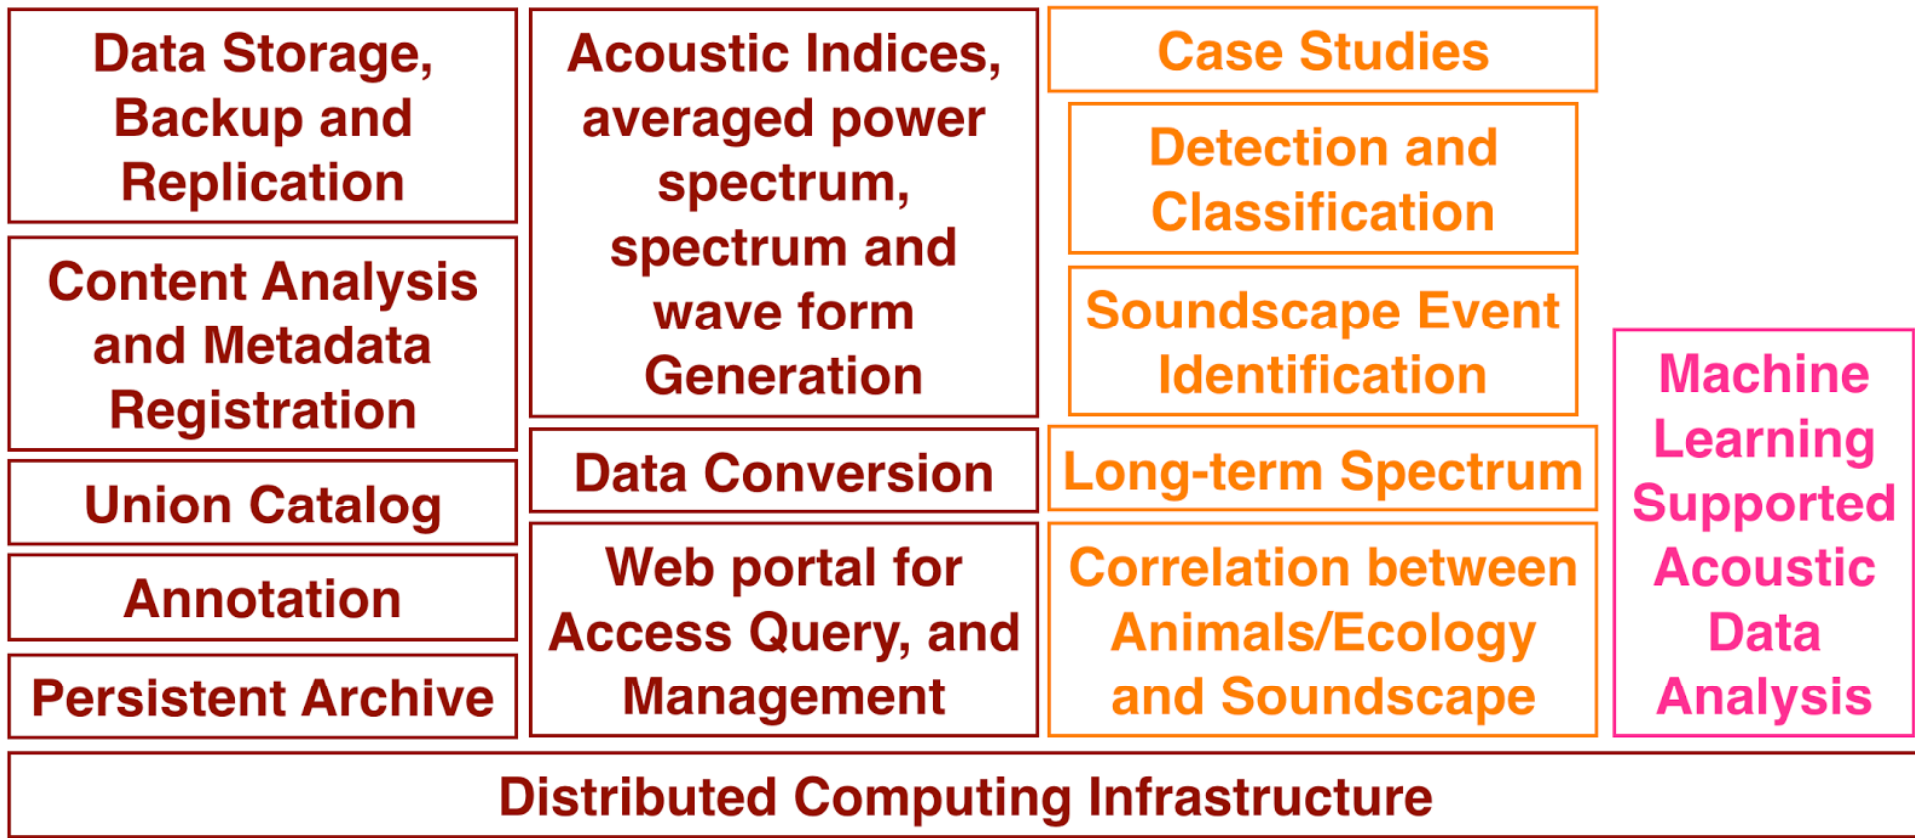 Data Storage,
Backup and
Replication
Content Analysis
and Metadata
Registration
Union Catalog
Annotation
Persistent Archive
Acoustic Indices,
averaged power
spectrum,
spectrum and
wave form
Generation
Data Conversion
Web portal for
Access Query, and
Management
Case Studies
Detection and
Classification
Soundscape Event
Identification
Long-term Spectrum
Correlation between
Animals/Ecology
and Soundscape
Machine
Learning
Supported
Acoustic
Data
Analysis
Distributed Computing Infrastructure